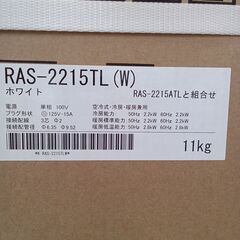 RAS-2215TL(W)
ホワイト RAS-2215ATLと組合せ
電源 単相 100V 空冷式・冷房・暖房兼用
プラグ形状 125V-15A 冷房能力: 50Hz 2.2kW 60Hz 2.2kW
接続配線 3芯 Φ2 暖房標準能力: 50Hz 2.2kW 60Hz 2.2kW
接続配管径 Φ6.35 Φ9.52 暖房低温能力: 50Hz 2.8kW 60Hz 2.8kW
* RAS-2215TLW*
11kg